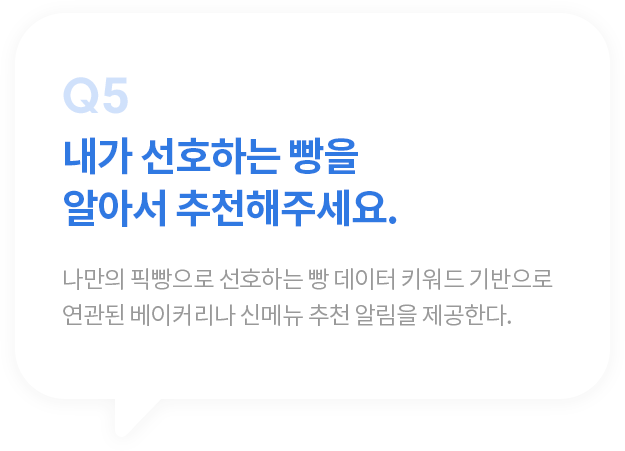 Q5
내가 선호하는 빵을
알아서 추천해주세요.
나만의 픽빵으로 선호하는 빵 데이터 키워드 기반으로
연관된 베이커리나 신메뉴 추천 알림을 제공한다.